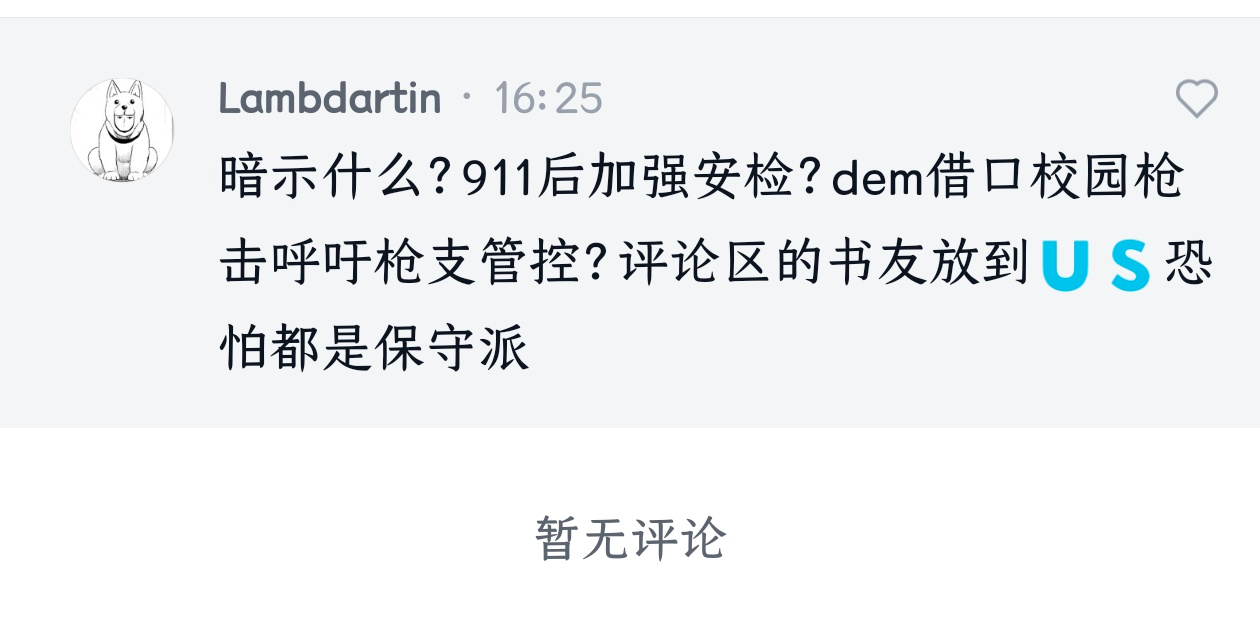 Lambdartin · 16:25
暗示什么?911后加强安检?dem借口校园枪
击呼吁枪支管控?评论区的书友放到🇺 🇸恐
怕都是保守派
暂无评论